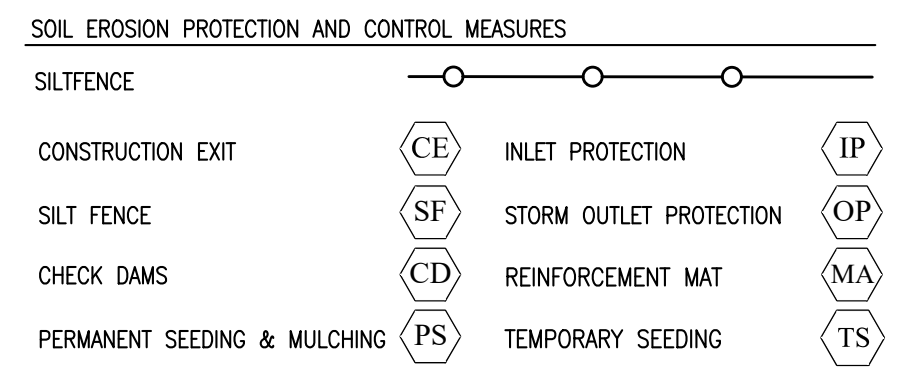 SOIL EROSION PROTECTION AND CONTROL MEASURES
SILTFENCE
CONSTRUCTION EXIT CE INLET PROTECTION IP
SILT FENCE SF STORM OUTLET PROTECTION OP
CHECK DAMS CD REINFORCEMENT MAT MA
PERMANENT SEEDING & MULCHING PS TEMPORARY SEEDING TS